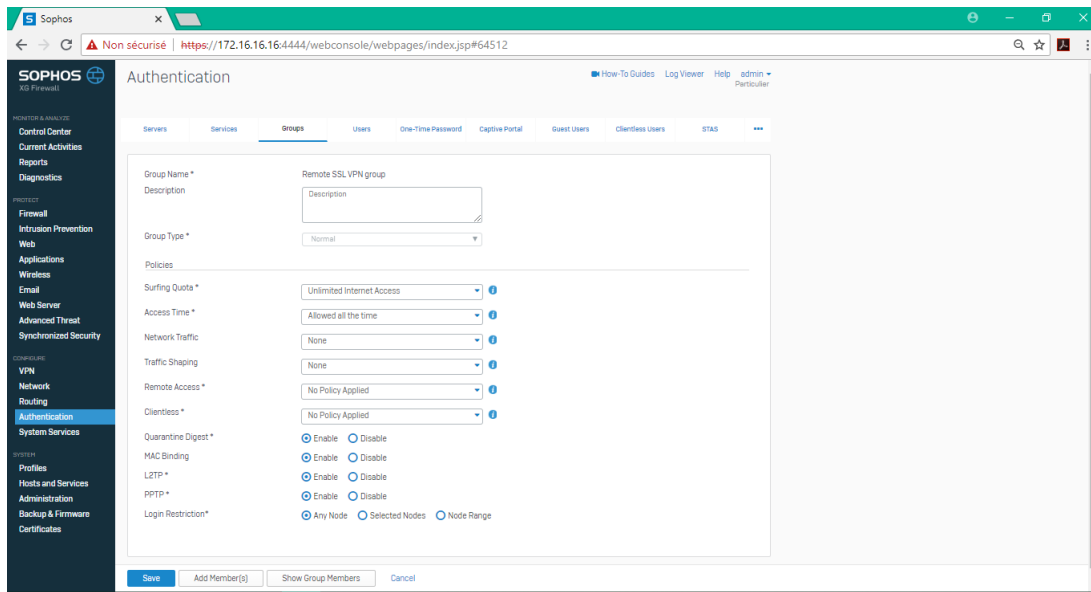 Sophos
Non sécurisé | https://172.16.16.16:4444/webconsole/webpages/index.jsp#64512
SOPHOS
XG Firewall
Authentication
How-To Guides Log Viewer Help admin
Particulier
MONITOR & ANALYZE
Control Center
Current Activities
Reports
Diagnostics
PROTECT
Firewall
Intrusion Prevention
Web
Applications
Wireless
Email
Web Server
Advanced Threat
Synchronized Security
CONFIGURE
VPN
Network
Routing
Authentication
System Services
SYSTEM
Profiles
Hosts and Services
Administration
Backup & Firmware
Certificates
Servers Services Groups Users One-Time Password Captive Portal Guest Users Clientless Users STAS
Group Name * Remote SSL VPN group
Description Description
Group Type * Normal
Policies
Surfing Quota * Unlimited Internet Access
Access Time * Allowed all the time
Network Traffic None
Traffic Shaping None
Remote Access * No Policy Applied
Clientless * No Policy Applied
Quarantine Digest * Enable Disable
MAC Binding Enable Disable
L2TP * Enable Disable
PPTP * Enable Disable
Login Restriction* Any Node Selected Nodes Node Range
Save Add Member(s) Show Group Members Cancel